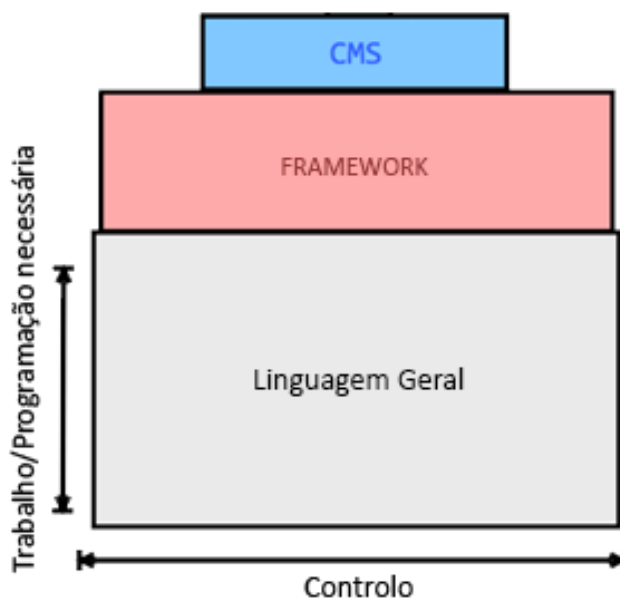 CMS
FRAMEWORK
Linguagem Geral
Trabalho/Programação necessária
Controlo